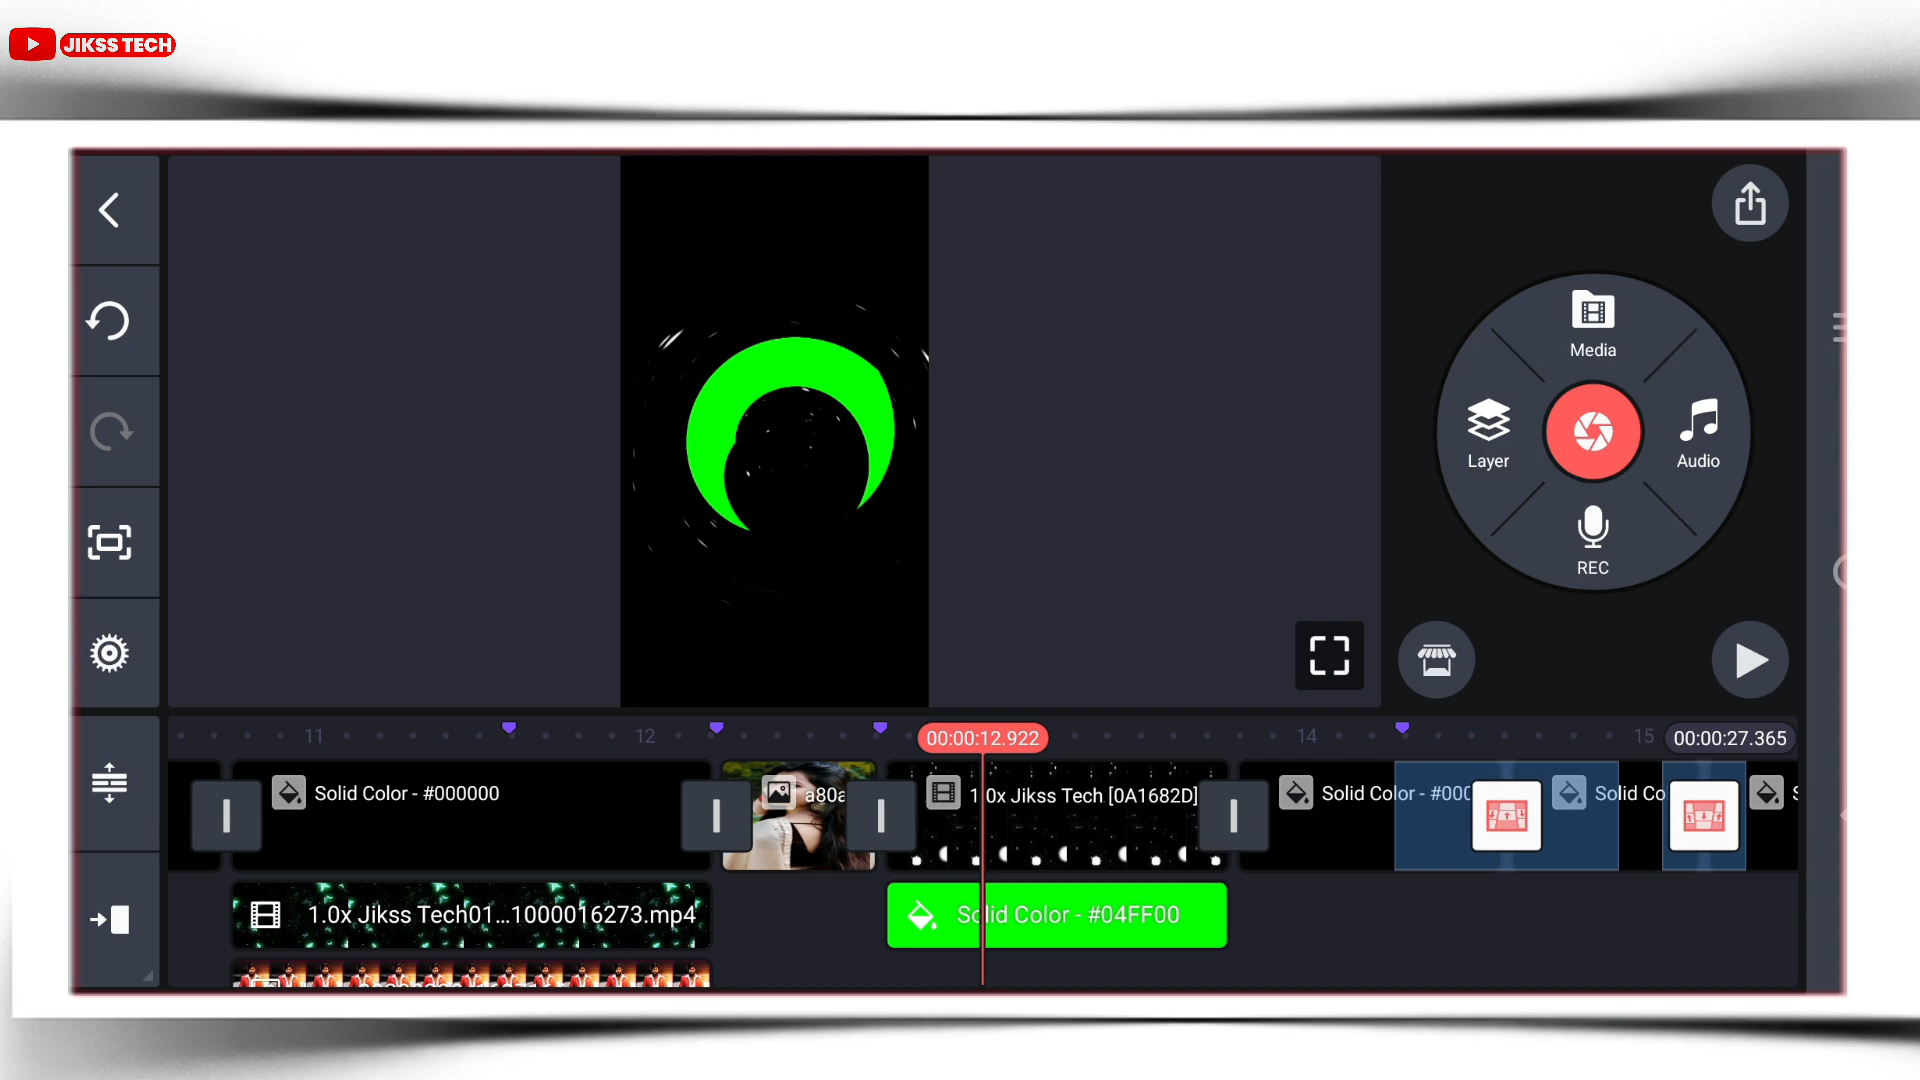 JIKSS TECH
Media
Layer
Audio
REC
11
12
00:00:12.922
14
15
00:00:27.365
Solid Color - #000000
a80a
1.0x Jikss Tech [0A1682D]
Solid Color - #000
Solid Co
S
1.0x Jikss Tech01...1000016273.mp4
Solid Color - #04FF00